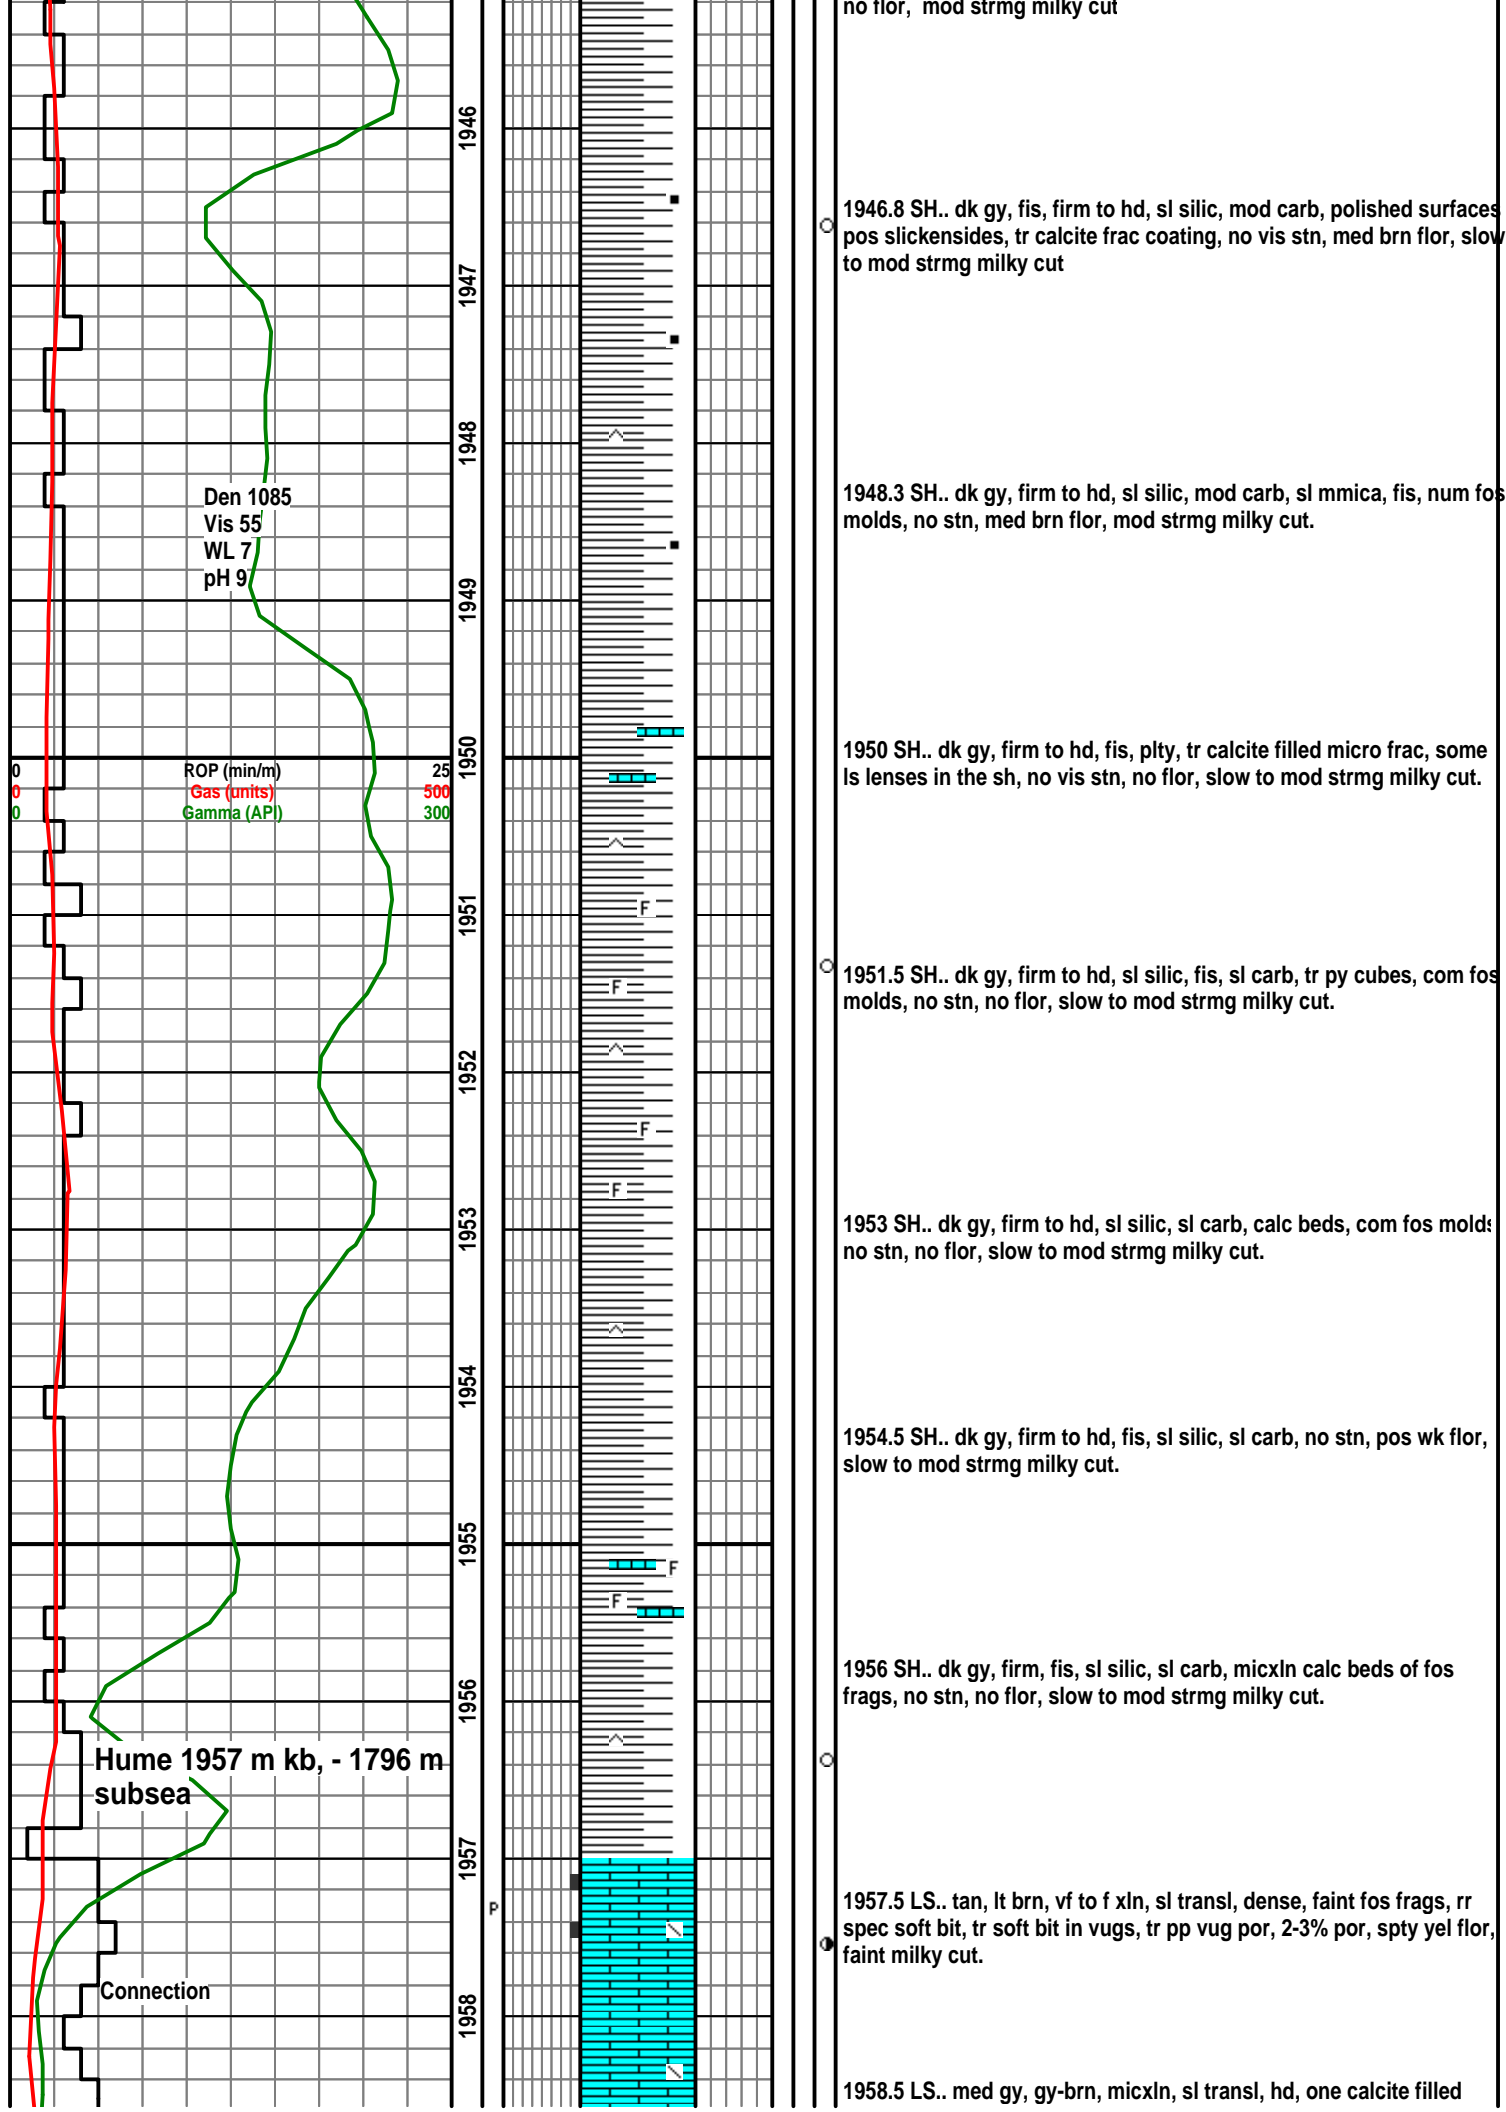 no flor, mod strmg milky cut
1946
1946.8 SH.. dk gy, fis, firm to hd, sl silic, mod carb, polished surfaces
pos slickensides, tr calcite frac coating, no vis stn, med brn flor, slow
to mod strmg milky cut
1947
1948
Den 1085
Vis 55
WL 7
pH 9
1948.3 SH.. dk gy, firm to hd, sl silic, mod carb, sl mmica, fis, num fos
molds, no stn, med brn flor, mod strmg milky cut.
1949
1950
0 ROP (min/m) 25
0 Gas (units) 500
0 Gamma (API) 300
1950 SH.. dk gy, firm to hd, fis, plty, tr calcite filled micro frac, some
ls lenses in the sh, no vis stn, no flor, slow to mod strmg milky cut.
F
1951
F
1951.5 SH.. dk gy, firm to hd, sl silic, fis, sl carb, tr py cubes, com fos
molds, no stn, no flor, slow to mod strmg milky cut.
1952
F
F
1953
1953 SH.. dk gy, firm to hd, sl silic, sl carb, calc beds, com fos molds
no stn, no flor, slow to mod strmg milky cut.
1954
1954.5 SH.. dk gy, firm to hd, fis, sl silic, sl carb, no stn, pos wk flor,
slow to mod strmg milky cut.
1955
F
F
1956 SH.. dk gy, firm, fis, sl silic, sl carb, micxln calc beds of fos
frags, no stn, no flor, slow to mod strmg milky cut.
1956
Hume 1957 m kb, - 1796 m
subsea
1957
P
1957.5 LS.. tan, lt brn, vf to f xln, sl transl, dense, faint fos frags, rr
spec soft bit, tr soft bit in vugs, tr pp vug por, 2-3% por, spty yel flor,
faint milky cut.
Connection
1958
1958.5 LS.. med gy, gy-brn, micxln, sl transl, hd, one calcite filled